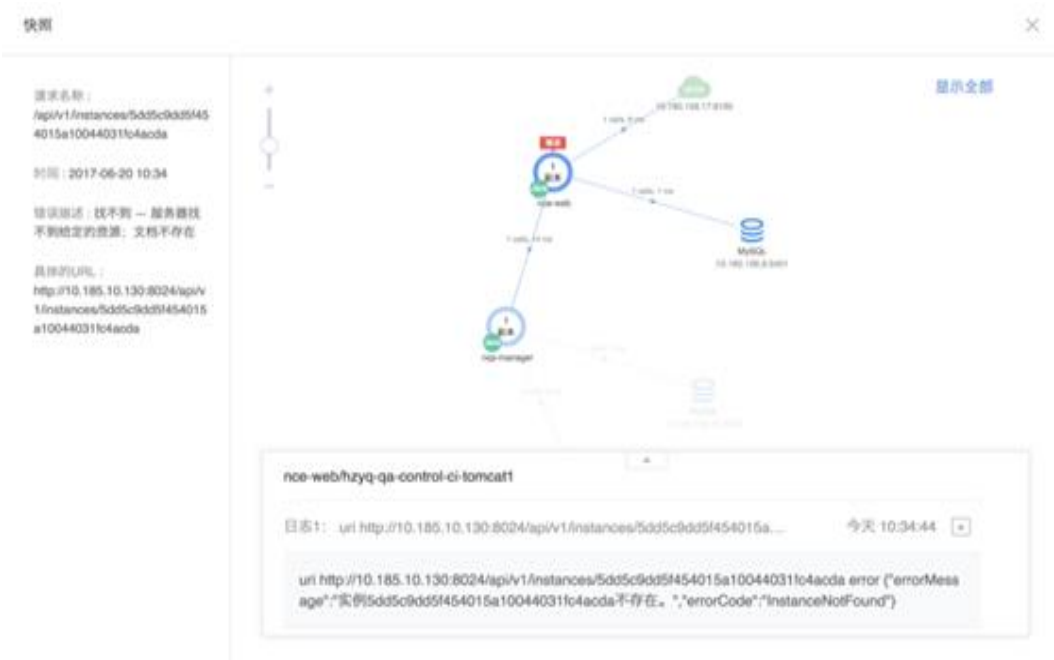 快照
请求名称：
/api/v1/instances/5dd5c9dd5f45
4015a10044031fc4acda
时间：2017-06-20 10:34
错误描述：找不到 — 服务器找
不到给定的资源；文档不存在
具体的URL：
http://10.185.10.130:8024/api/v
1/instances/5dd5c9dd5f454015
a10044031fc4acda
显示全部
1
nce-web
MySQL
1
nce-web/hzyq-qa-control-ci-tomcat1
日志1： uri http://10.185.10.130:8024/api/v1/instances/5dd5c9dd5f454015a.... 今天 10:34:44
uri http://10.185.10.130:8024/api/v1/instances/5dd5c9dd5f454015a10044031fc4acda error {"errorMess
age":"实例5dd5c9dd5f454015a10044031fc4acda不存在。","errorCode":"InstanceNotFound"}